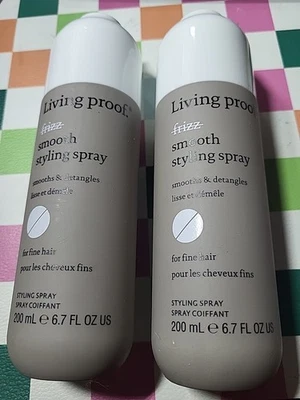 Living proof.
frizz
smooth
styling spray
smooths & detangles
lisse et démêle
for fine hair
pour les cheveux fins
STYLING SPRAY
SPRAY COIFFANT
200 mL e 6.7 FL OZ US
Living proof.
frizz
smooth
styling spray
smooths & detangles
lisse et démêle
for fine hair
pour les cheveux fins
STYLING SPRAY
SPRAY COIFFANT
200 mL e 6.7 FL OZ US